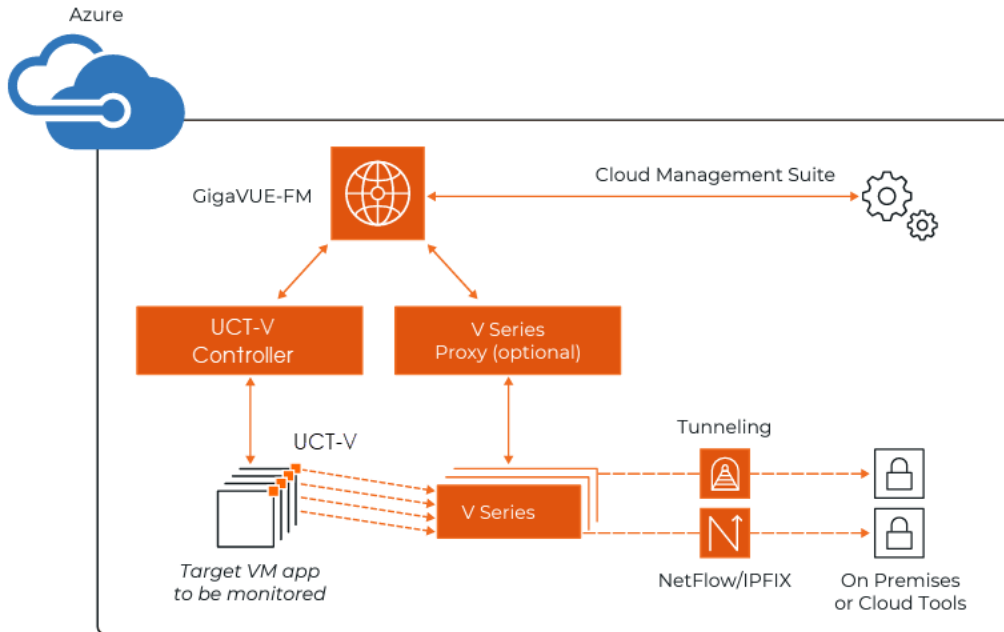 Azure
Cloud Management Suite
GigaVUE-FM
UCT-V
Controller
V Series
Proxy (optional)
UCT-V
Tunneling
V Series
Target VM app
to be monitored
NetFlow/IPFIX
On Premises
or Cloud Tools